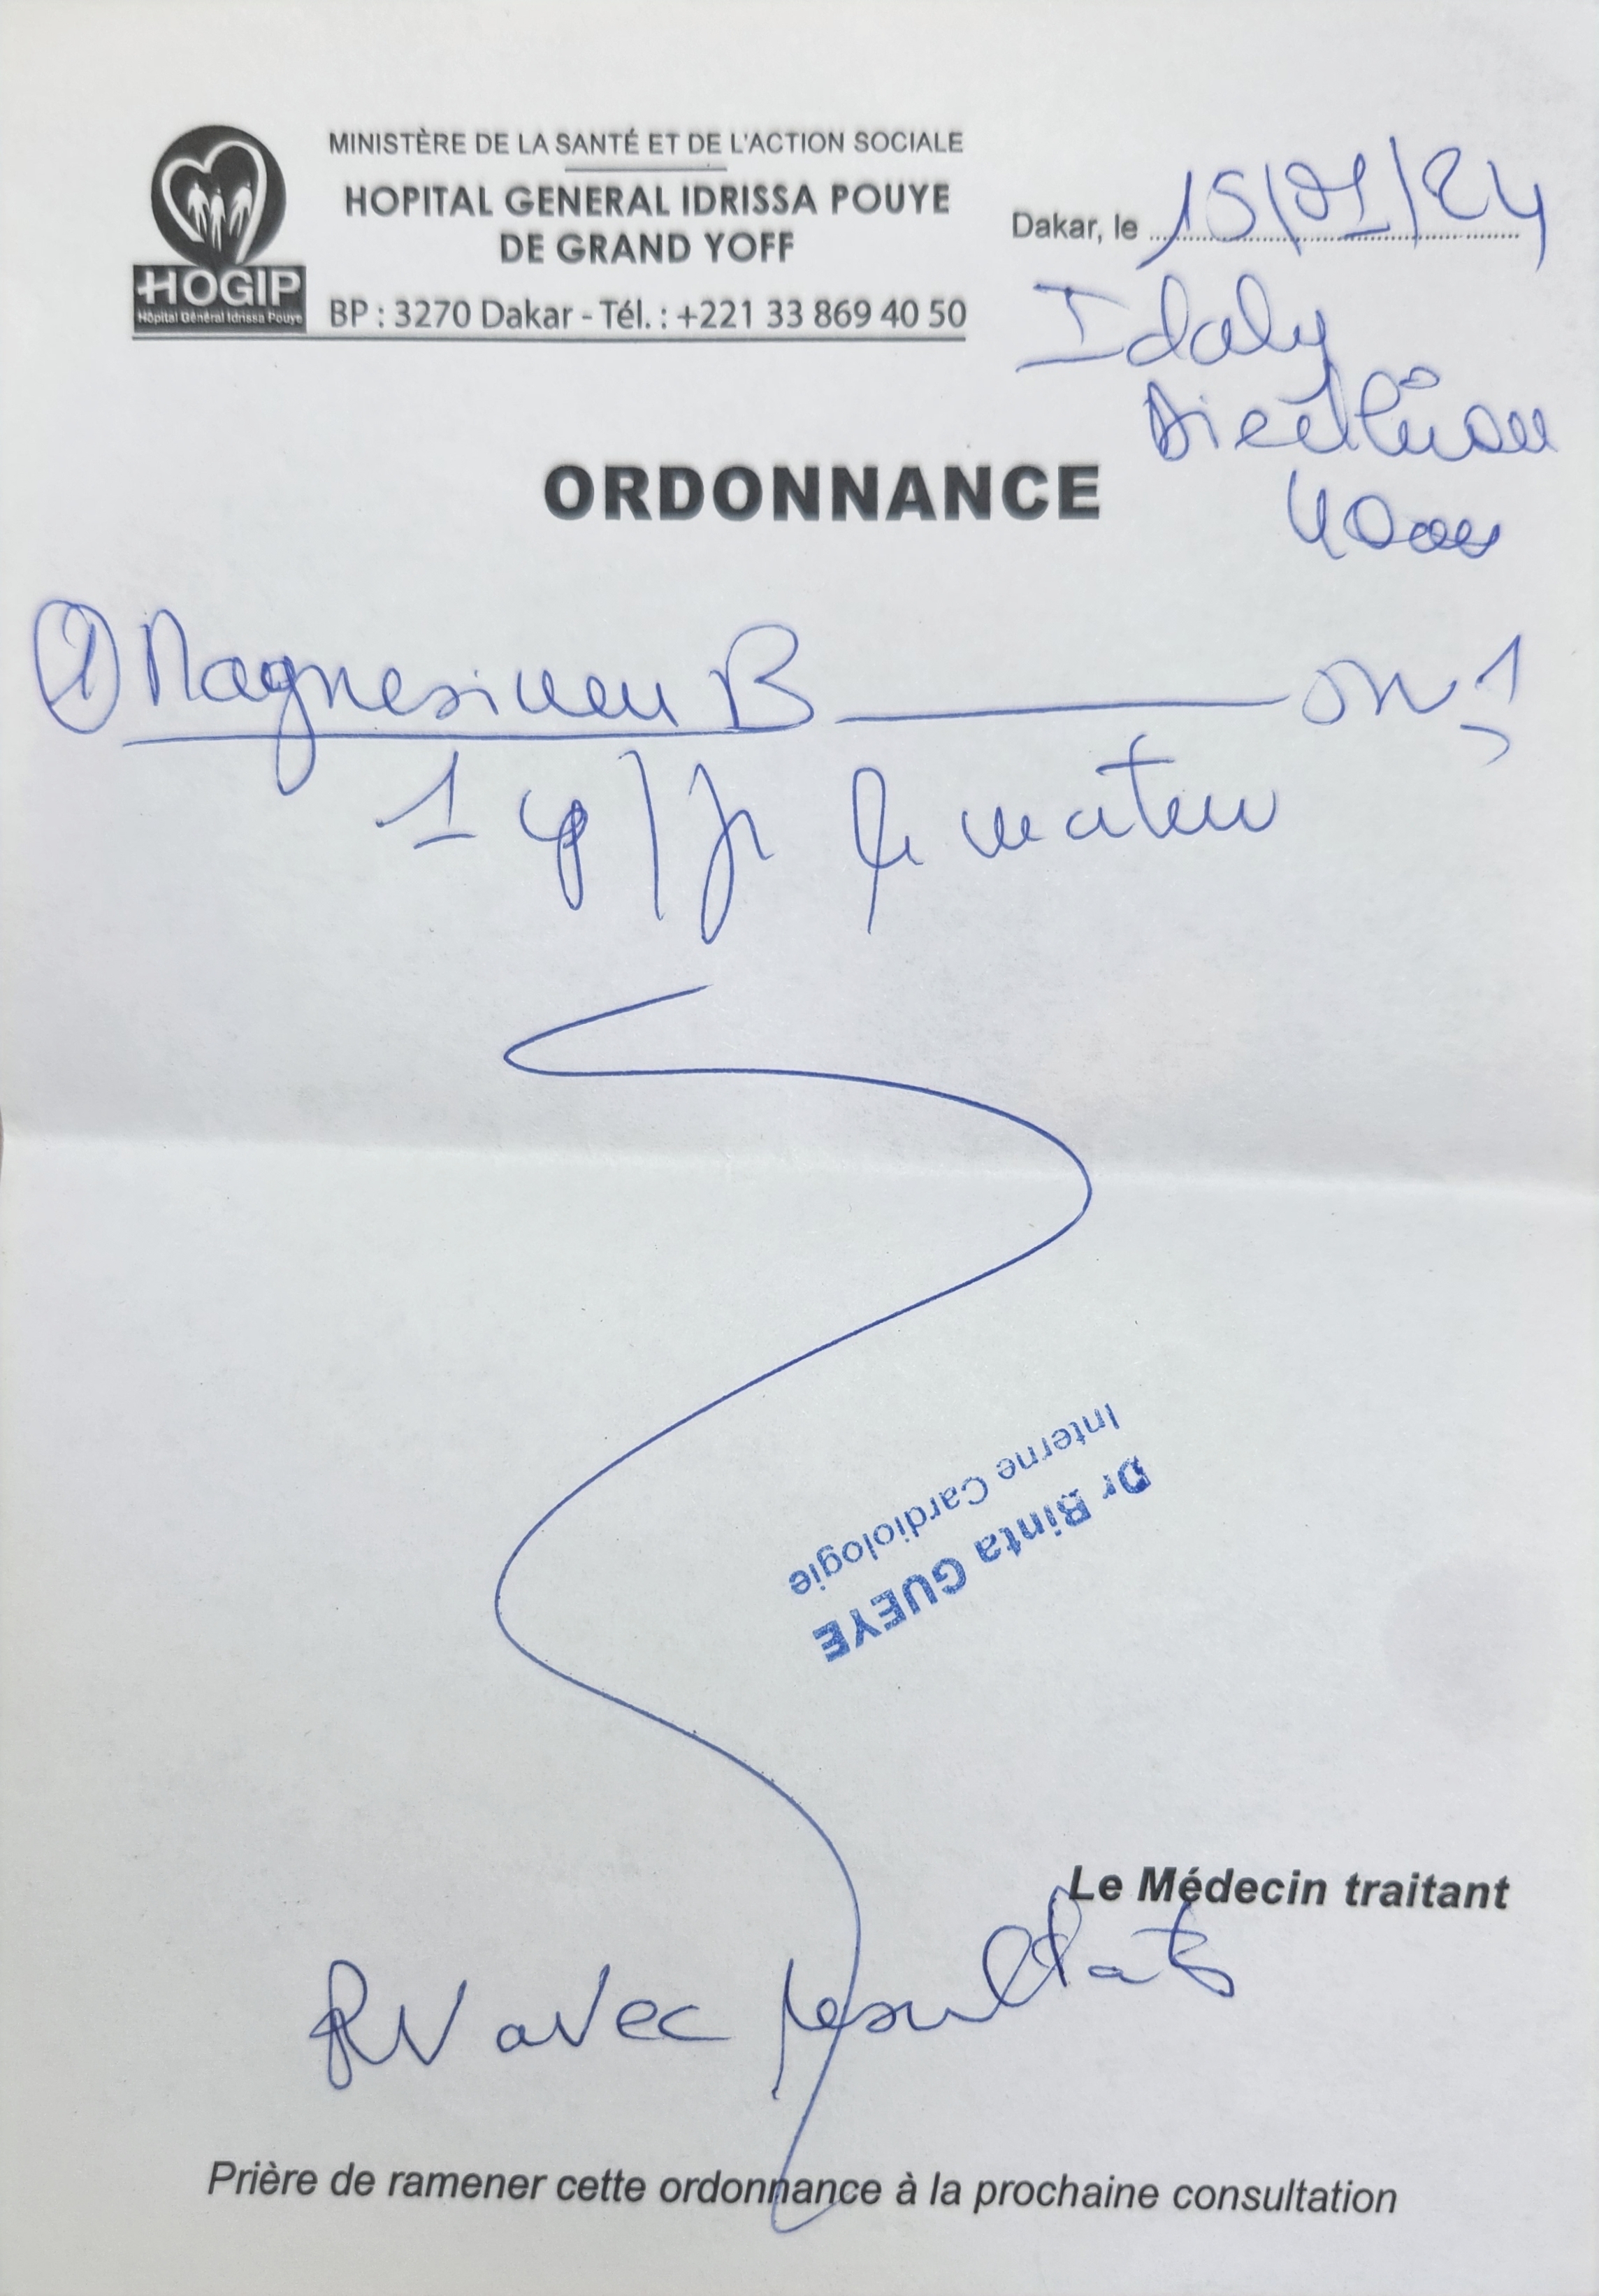 MINISTÈRE DE LA SANTÉ ET DE L'ACTION SOCIALE
HOPITAL GENERAL IDRISSA POUYE
DE GRAND YOFF
HOGIP
Hôpital Général Idrissa Pouye
BP : 3270 Dakar - Tél. : +221 33 869 40 50
Dakar, le 15/01/24
Idaly
40ans
ORDONNANCE
1 Magnesium B 1
1 cp/jr le matin
Interne Cardiologie
Dr Binta GUEYE
Le Médecin traitant
RV avec resultats
Prière de ramener cette ordonnance à la prochaine consultation